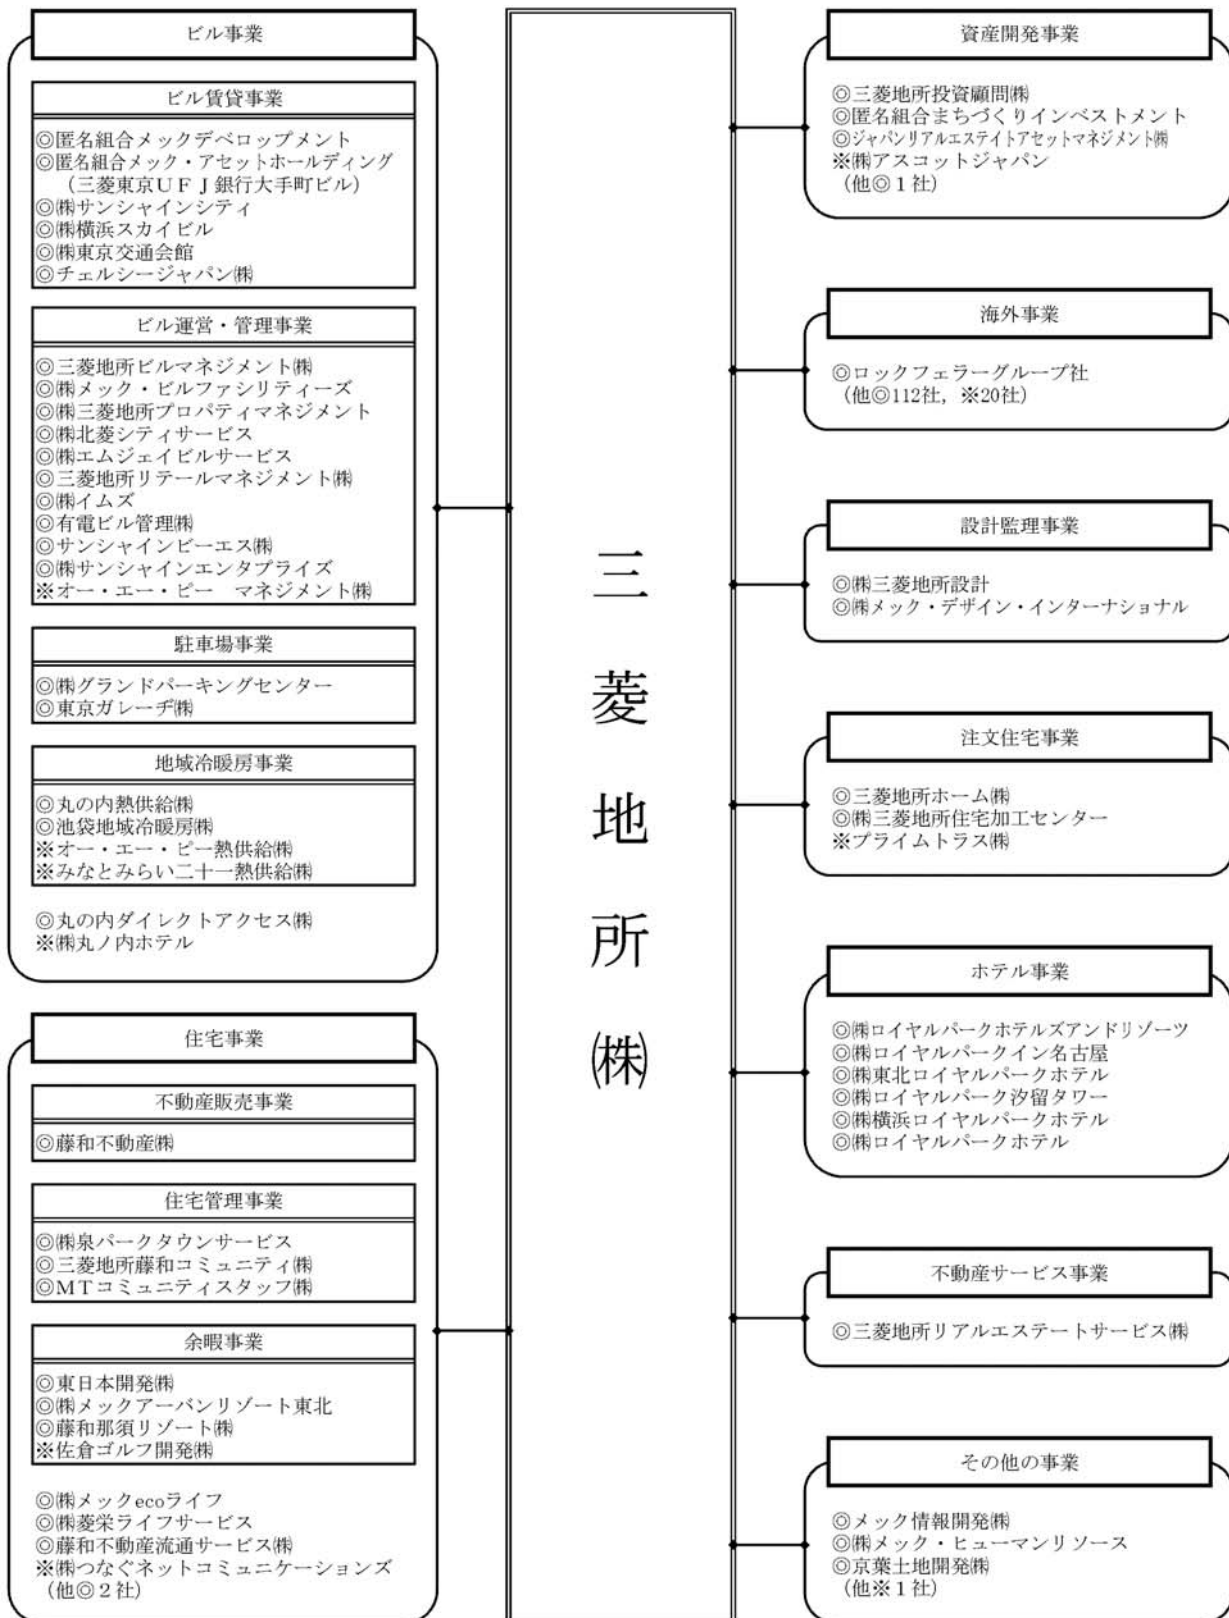 ビル事業
ビル賃貸事業
◎匿名組合メックデベロップメント
◎匿名組合メック・アセットホールディング
（三菱東京ＵＦＪ銀行大手町ビル）
◎㈱サンシャインシティ
◎㈱横浜スカイビル
◎㈱東京交通会館
◎チェルシージャパン㈱
ビル運営・管理事業
◎三菱地所ビルマネジメント㈱
◎㈱メック・ビルファシリティーズ
◎㈱三菱地所プロパティマネジメント
◎㈱北菱シティサービス
◎㈱エムジェイビルサービス
◎三菱地所リテールマネジメント㈱
◎㈱イムズ
◎有電ビル管理㈱
◎サンシャインビーエス㈱
◎㈱サンシャインエンタプライズ
※オー・エー・ピー　マネジメント㈱
駐車場事業
◎㈱グランドパーキングセンター
◎東京ガレーヂ㈱
地域冷暖房事業
◎丸の内熱供給㈱
◎池袋地域冷暖房㈱
※オー・エー・ピー熱供給㈱
※みなとみらい二十一熱供給㈱
◎丸の内ダイレクトアクセス㈱
※㈱丸ノ内ホテル
住宅事業
不動産販売事業
◎藤和不動産㈱
住宅管理事業
◎㈱泉パークタウンサービス
◎三菱地所藤和コミュニティ㈱
◎ＭＴコミュニティスタッフ㈱
余暇事業
◎東日本開発㈱
◎㈱メックアーバンリゾート東北
◎藤和那須リゾート㈱
※佐倉ゴルフ開発㈱
◎㈱メックecoライフ
◎㈱菱栄ライフサービス
◎藤和不動産流通サービス㈱
※㈱つなぐネットコミュニケーションズ
（他◎２社）
三菱地所㈱
資産開発事業
◎三菱地所投資顧問㈱
◎匿名組合まちづくりインベストメント
◎ジャパンリアルエステイトアセットマネジメント㈱
※㈱アスコットジャパン
（他◎１社）
海外事業
◎ロックフェラーグループ社
（他◎112社，※20社）
設計監理事業
◎㈱三菱地所設計
◎㈱メック・デザイン・インターナショナル
注文住宅事業
◎三菱地所ホーム㈱
◎㈱三菱地所住宅加工センター
※プライムトラス㈱
ホテル事業
◎㈱ロイヤルパークホテルズアンドリゾーツ
◎㈱ロイヤルパークイン名古屋
◎㈱東北ロイヤルパークホテル
◎㈱ロイヤルパーク汐留タワー
◎㈱横浜ロイヤルパークホテル
◎㈱ロイヤルパークホテル
不動産サービス事業
◎三菱地所リアルエステートサービス㈱
その他の事業
◎メック情報開発㈱
◎㈱メック・ヒューマンリソース
◎京葉土地開発㈱
（他※１社）